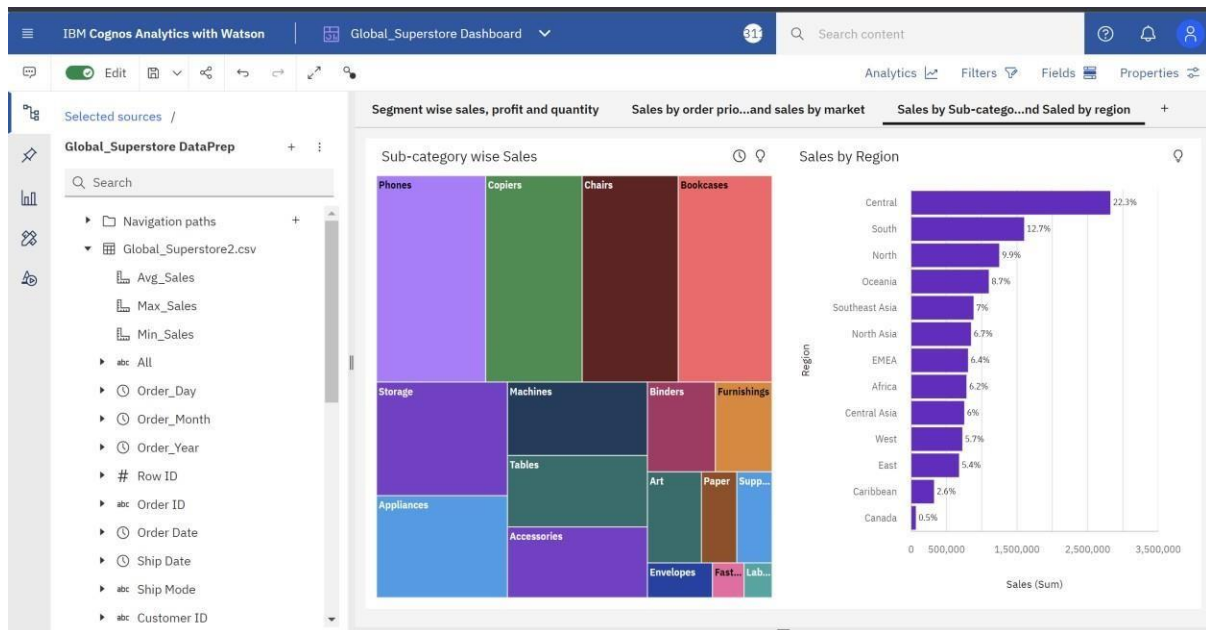 IBM Cognos Analytics with Watson
Global_Superstore Dashboard
Search content
Edit
Analytics
Filters
Fields
Properties
Selected sources /
Global_Superstore DataPrep
Search
Navigation paths
Global_Superstore2.csv
Avg_Sales
Max_Sales
Min_Sales
abc All
Order_Day
Order_Month
Order_Year
# Row ID
abc Order ID
Order Date
Ship Date
abc Ship Mode
abc Customer ID
Segment wise sales, profit and quantity
Sales by order prio...and sales by market
Sales by Sub-catego...nd Saled by region
+
Sub-category wise Sales
Phones
Copiers
Chairs
Bookcases
Storage
Machines
Binders
Furnishings
Tables
Art
Paper
Supp...
Appliances
Accessories
Envelopes
Fast...
Lab...
Sales by Region
Region
Central 22.3%
South 12.7%
North 9.9%
Oceania 8.7%
Southeast Asia 7%
North Asia 6.7%
EMEA 6.4%
Africa 6.2%
Central Asia 6%
West 5.7%
East 5.4%
Caribbean 2.6%
Canada 0.5%
0 500,000 1,500,000 2,500,000 3,500,000
Sales (Sum)